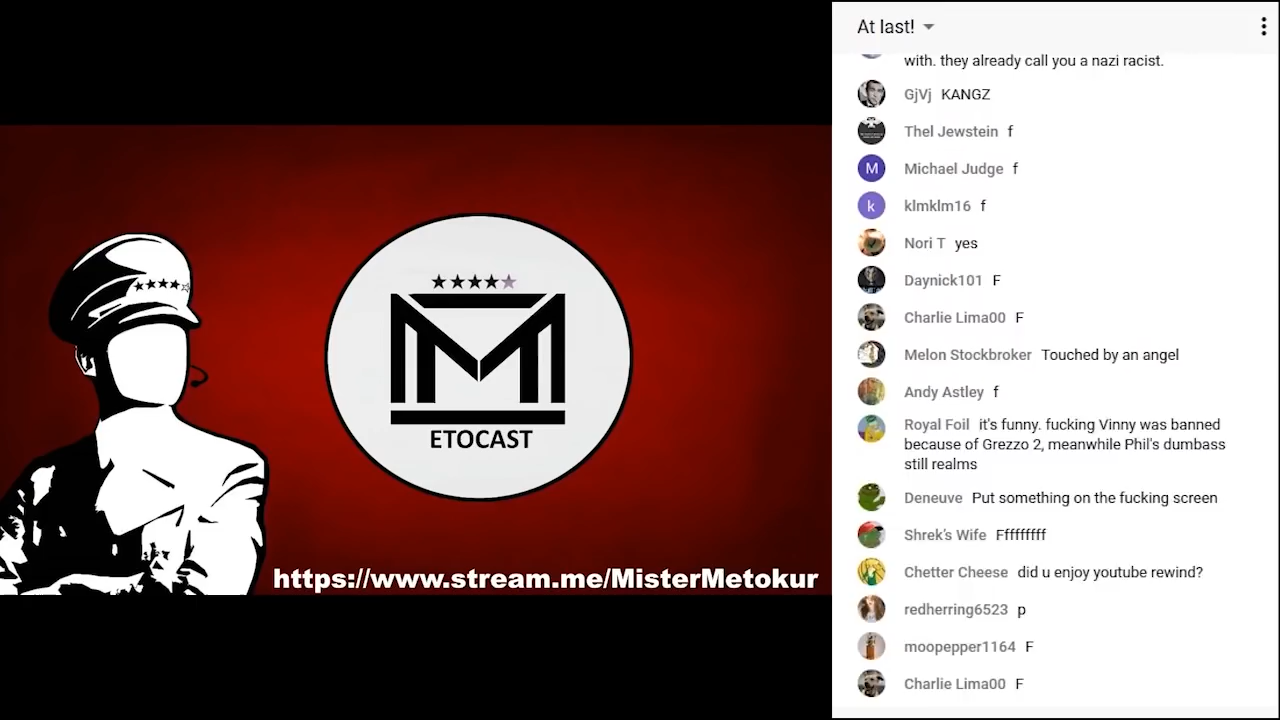 ★★★★★
★★★★☆
M
ETOCAST
https://www.stream.me/MisterMetokur
At last!
with. they already call you a nazi racist.
GjVj KANGZ
Thel Jewstein f
M
Michael Judge f
k
klmklm16 f
Nori T yes
Daynick101 F
Charlie Lima00 F
Melon Stockbroker Touched by an angel
Andy Astley f
Royal Foil it's funny. fucking Vinny was banned
because of Grezzo 2, meanwhile Phil's dumbass
still realms
Deneuve Put something on the fucking screen
Shrek’s Wife Fffffffff
Chetter Cheese did u enjoy youtube rewind?
redherring6523 p
moopepper1164 F
Charlie Lima00 F